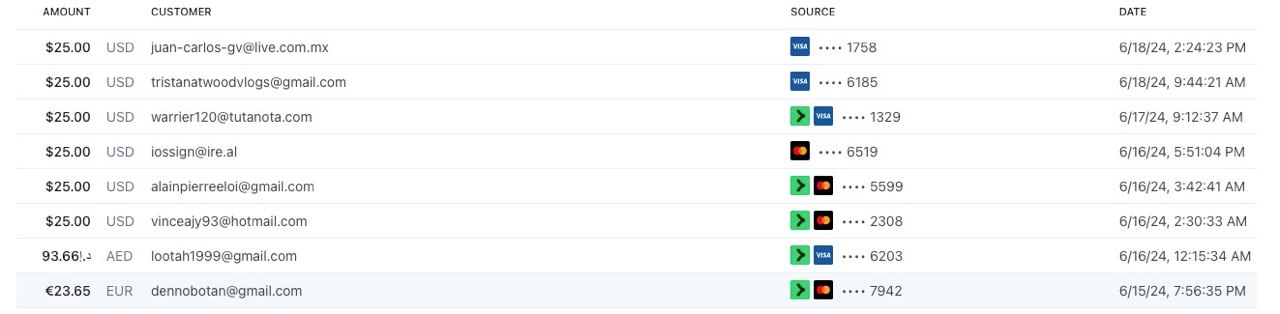 AMOUNT CUSTOMER SOURCE DATE
$25.00 USD juan-carlos-gv@live.com.mx VISA •••• 1758 6/18/24, 2:24:23 PM
$25.00 USD tristanatwoodvlogs@gmail.com VISA •••• 6185 6/18/24, 9:44:21 AM
$25.00 USD warrier120@tutanota.com VISA •••• 1329 6/17/24, 9:12:37 AM
$25.00 USD iossign@ire.al •••• 6519 6/16/24, 5:51:04 PM
$25.00 USD alainpierreeloi@gmail.com •••• 5599 6/16/24, 3:42:41 AM
$25.00 USD vinceajy93@hotmail.com •••• 2308 6/16/24, 2:30:33 AM
93.66 AED lootah1999@gmail.com VISA •••• 6203 6/16/24, 12:15:34 AM
€23.65 EUR dennobotan@gmail.com •••• 7942 6/15/24, 7:56:35 PM